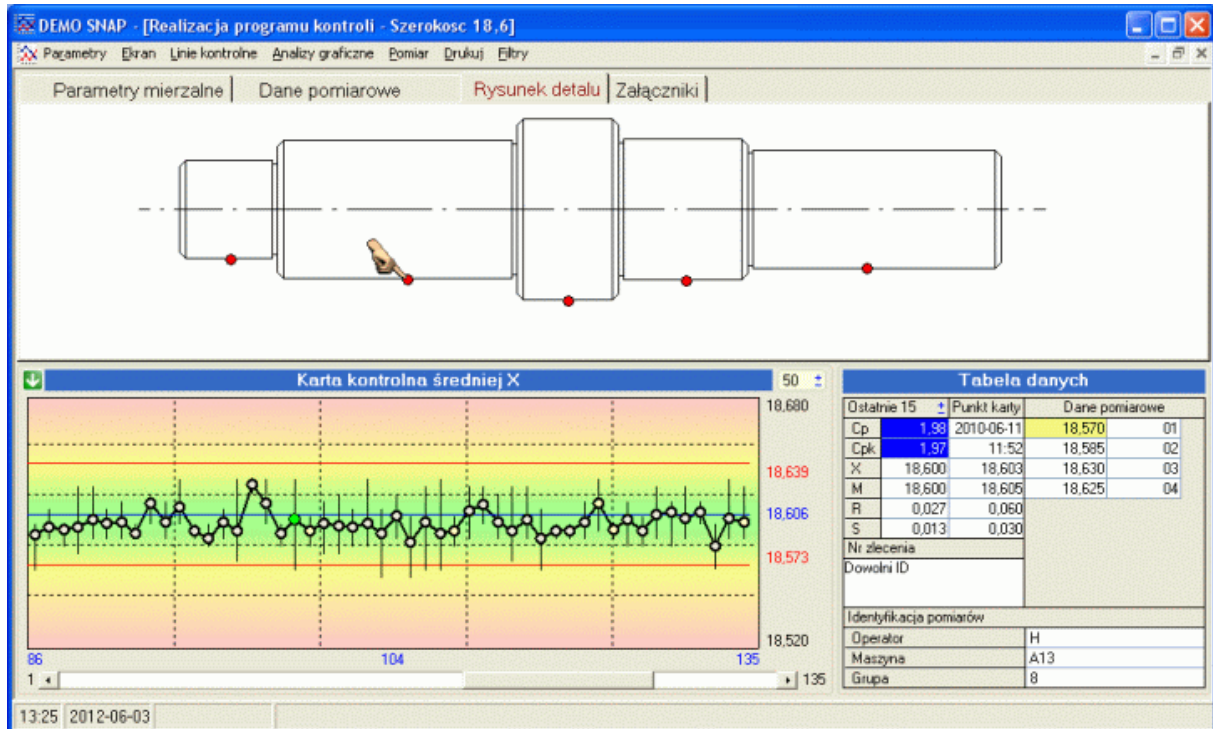 DEMO SNAP - [Realizacja programu kontroli - Szerokosc 18,6]
Parametry Ekran Linie kontrolne Analizy graficzne Pomiar Drukuj Filtry
Parametry mierzalne Dane pomiarowe Rysunek detalu Załączniki
Karta kontrolna średniej X 50 ±
18,680
18,639
18,606
18,573
18,520
86 104 135
1 135
Tabela danych
Ostatnie 15 ± Punkt karty Dane pomiarowe
Cp 1,98 2010-06-11 18,570 01
Cpk 1,97 11:52 18,585 02
X 18,600 18,603 18,630 03
M 18,600 18,605 18,625 04
R 0,027 0,060
S 0,013 0,030
Nr zlecenia
Dowolni ID
Identyfikacja pomiarów
Operator H
Maszyna A13
Grupa 8
13:25 2012-06-03